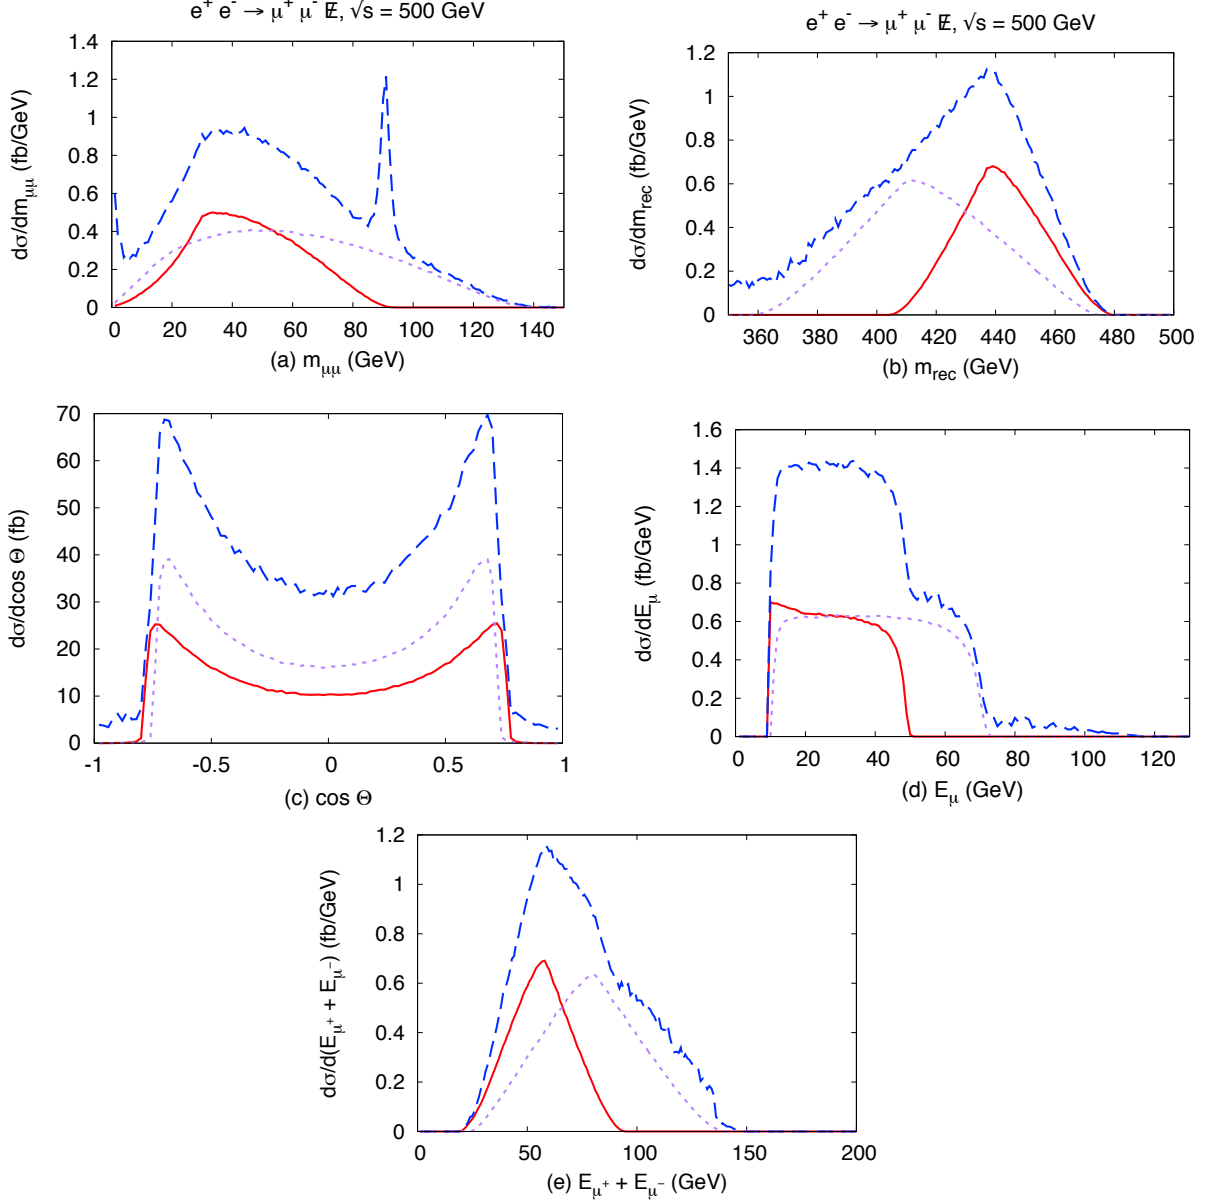 e⁺ e⁻ → μ⁺ μ⁻ E̸, √s = 500 GeV
dσ/dm_μμ (fb/GeV)
1.4
1.2
1
0.8
0.6
0.4
0.2
0
0 20 40 60 80 100 120 140
(a) m_μμ (GeV)
e⁺ e⁻ → μ⁺ μ⁻ E̸, √s = 500 GeV
dσ/dm_rec (fb/GeV)
1.2
1
0.8
0.6
0.4
0.2
0
360 380 400 420 440 460 480 500
(b) m_rec (GeV)
dσ/dcos Θ (fb)
70
60
50
40
30
20
10
0
-1 -0.5 0 0.5 1
(c) cos Θ
dσ/dE_μ (fb/GeV)
1.6
1.4
1.2
1
0.8
0.6
0.4
0.2
0
0 20 40 60 80 100 120
(d) E_μ (GeV)
dσ/d(E_μ⁺ + E_μ⁻) (fb/GeV)
1.2
1
0.8
0.6
0.4
0.2
0
0 50 100 150 200
(e) E_μ⁺ + E_μ⁻ (GeV)